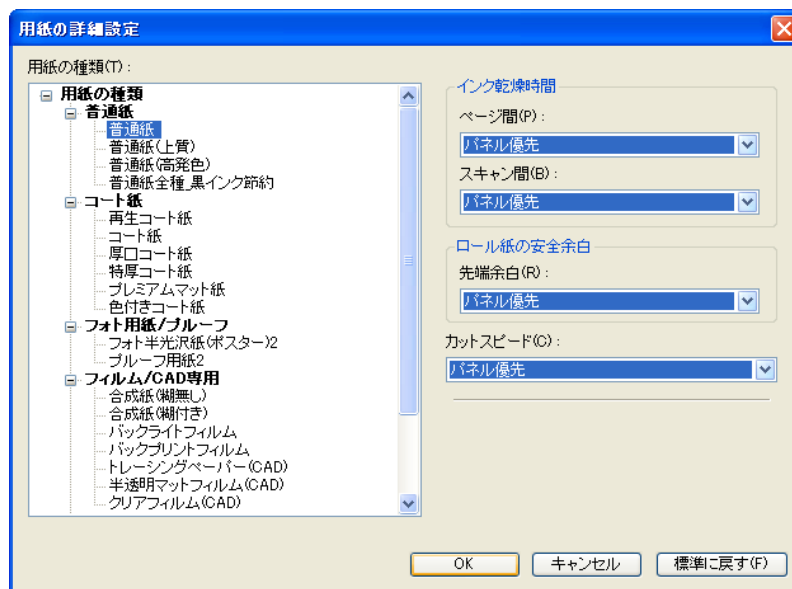 用紙の詳細設定
用紙の種類(T):
用紙の種類
普通紙
普通紙
普通紙(上質)
普通紙(高発色)
普通紙全種_黒インク節約
コート紙
再生コート紙
コート紙
厚口コート紙
特厚コート紙
プレミアムマット紙
色付きコート紙
フォト用紙/プルーフ
フォト半光沢紙(ポスター)2
プルーフ用紙2
フィルム/CAD専用
合成紙(糊無し)
合成紙(糊付き)
バックライトフィルム
バックプリントフィルム
トレーシングペーパー(CAD)
半透明マットフィルム(CAD)
クリアフィルム(CAD)
インク乾燥時間
ページ間(P):
パネル優先
スキャン間(B):
パネル優先
ロール紙の安全余白
先端余白(R):
パネル優先
カットスピード(C):
パネル優先
OK
キャンセル
標準に戻す(F)